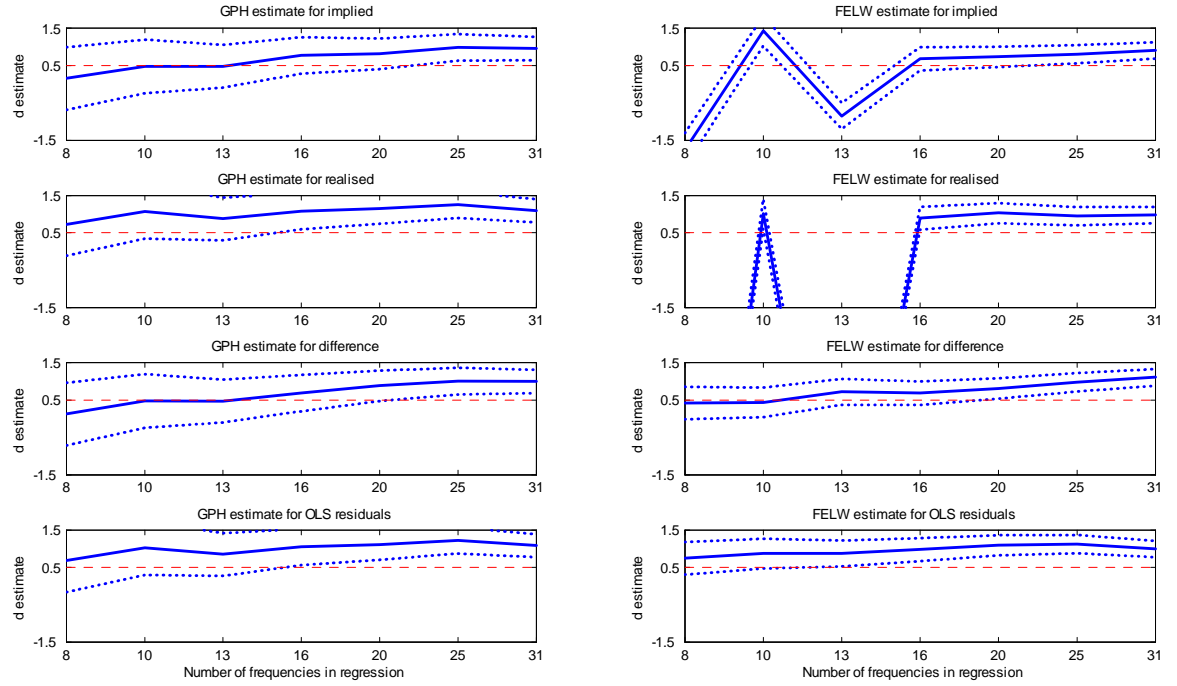 GPH estimate for implied
1.5
0.5
-1.5
d estimate
8 10 13 16 20 25 31
FELW estimate for implied
1.5
0.5
-1.5
d estimate
8 10 13 16 20 25 31
GPH estimate for realised
1.5
0.5
-1.5
d estimate
8 10 13 16 20 25 31
FELW estimate for realised
1.5
0.5
-1.5
d estimate
8 10 13 16 20 25 31
GPH estimate for difference
1.5
0.5
-1.5
d estimate
8 10 13 16 20 25 31
FELW estimate for difference
1.5
0.5
-1.5
d estimate
8 10 13 16 20 25 31
GPH estimate for OLS residuals
1.5
0.5
-1.5
d estimate
8 10 13 16 20 25 31
Number of frequencies in regression
FELW estimate for OLS residuals
1.5
0.5
-1.5
d estimate
8 10 13 16 20 25 31
Number of frequencies in regression